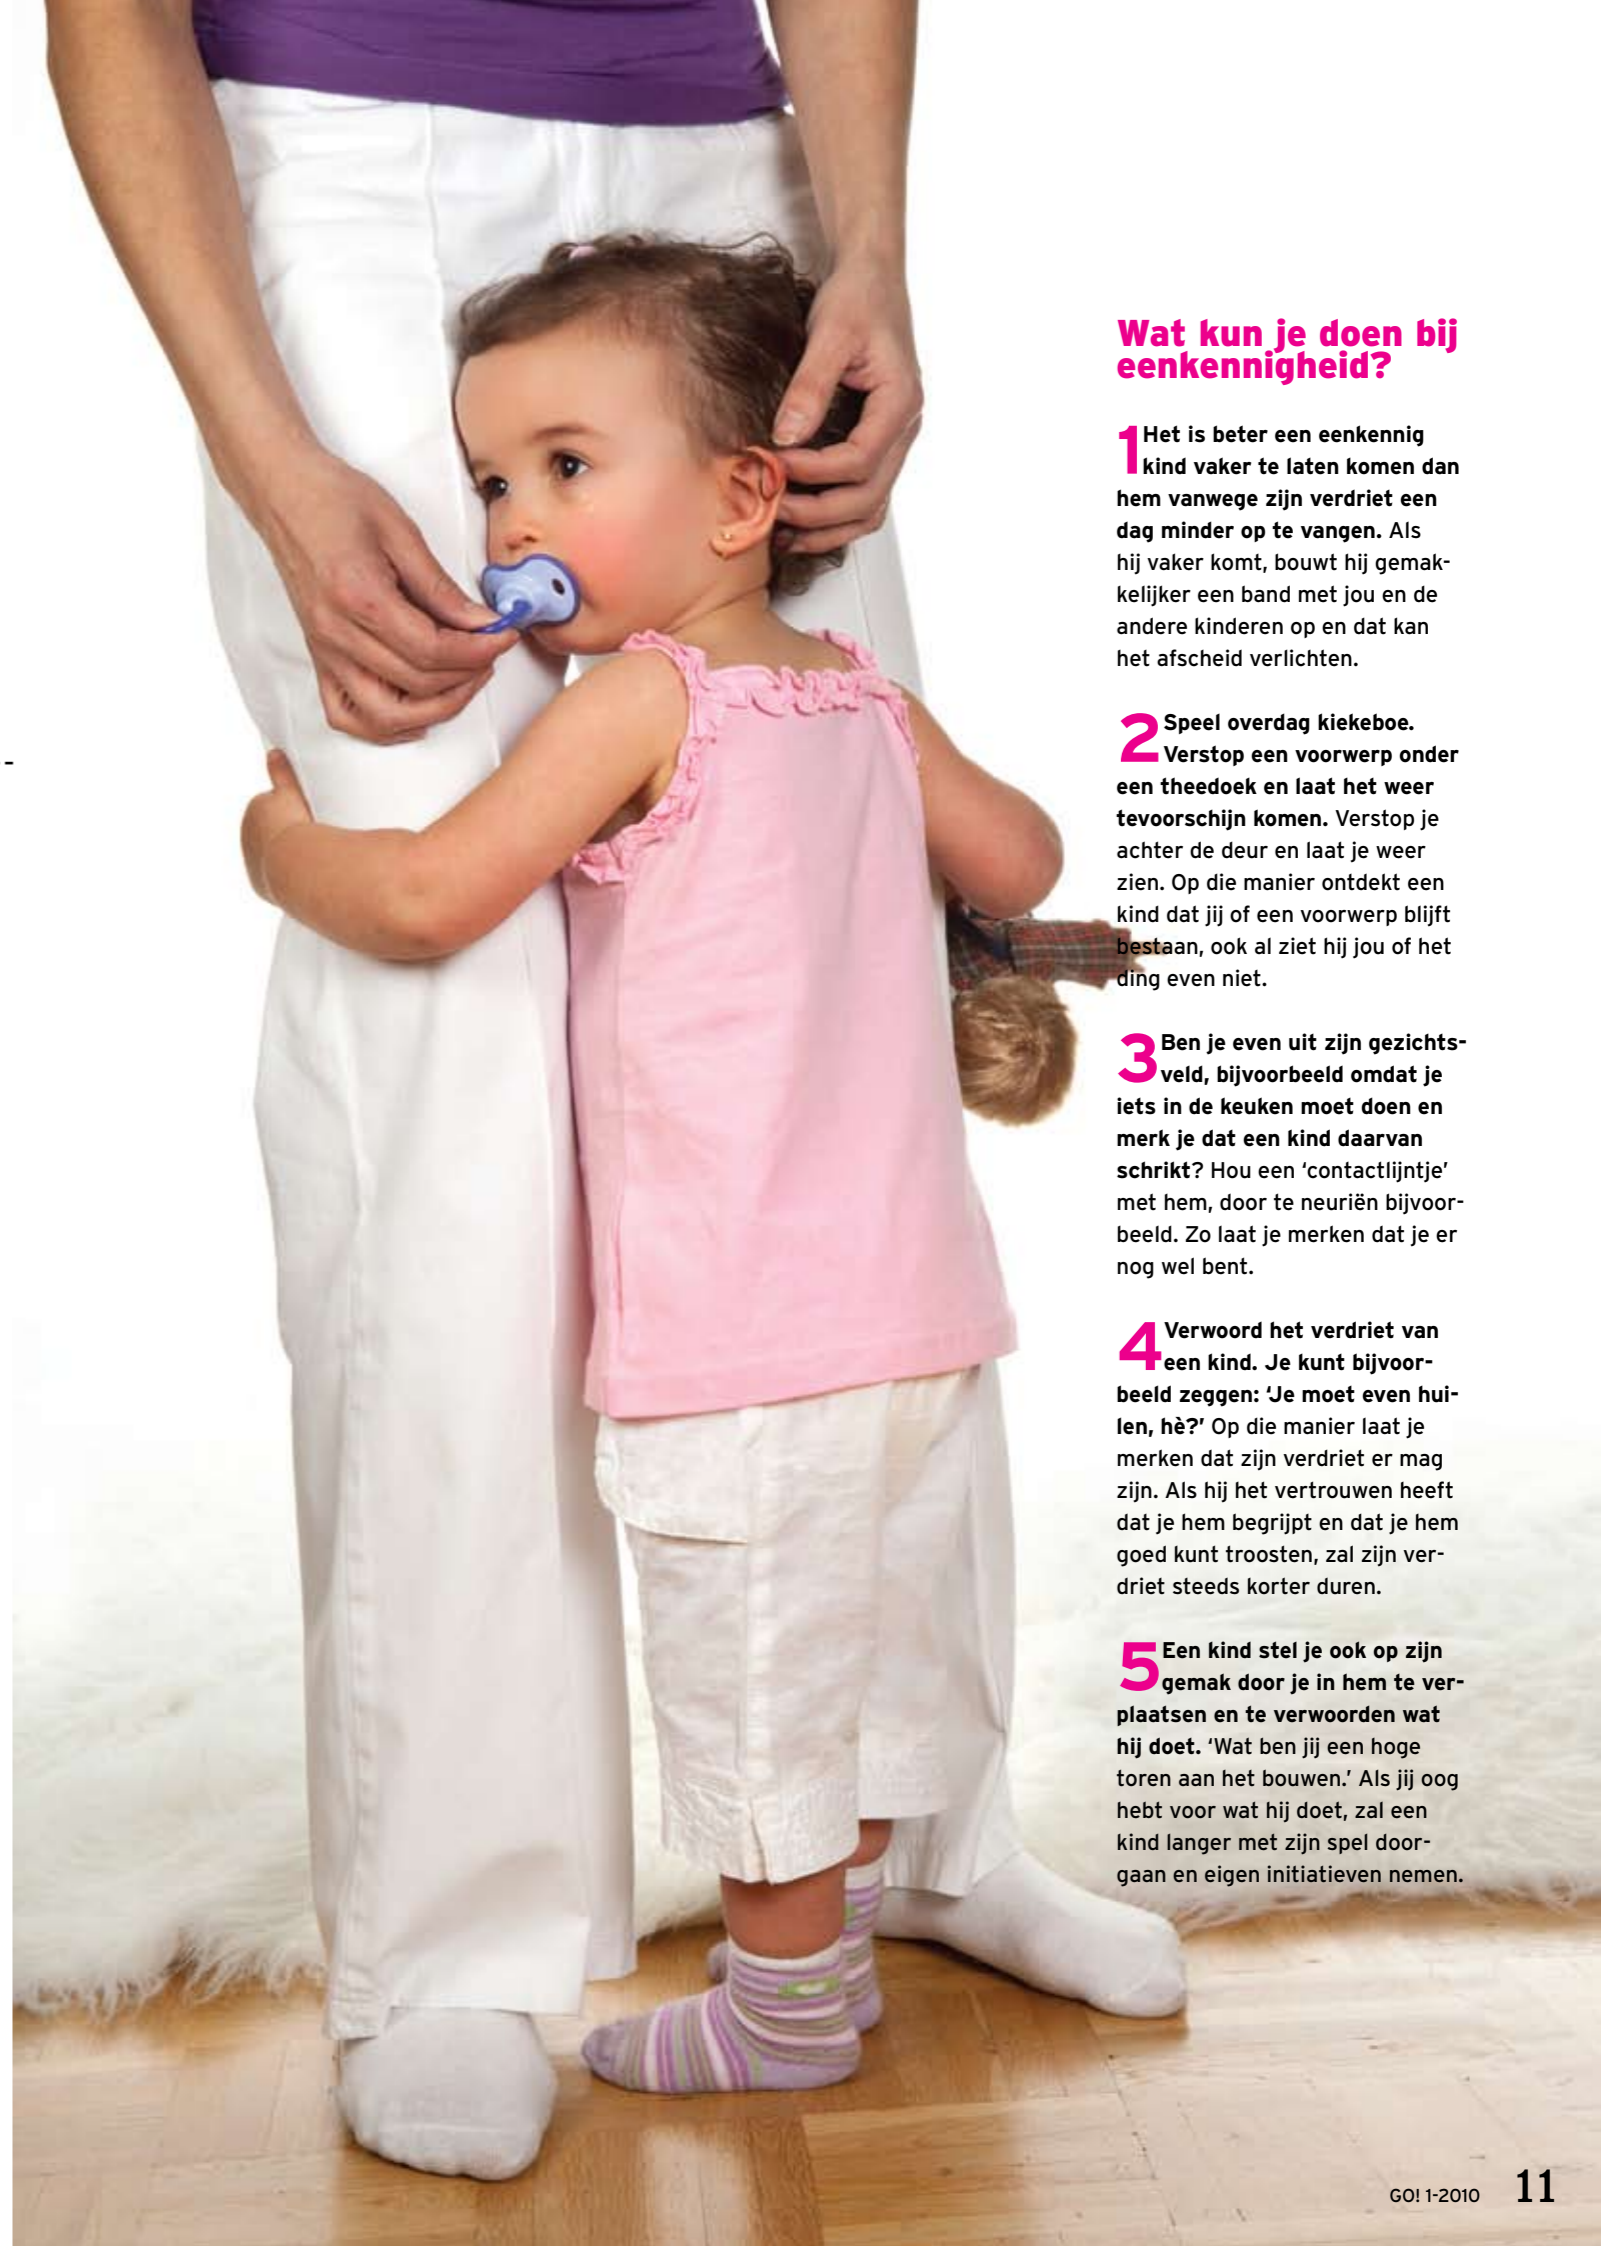 Wat kun je doen bij
eenkennigheid?
1 Het is beter een eenkennig
kind vaker te laten komen dan
hem vanwege zijn verdriet een
dag minder op te vangen. Als
hij vaker komt, bouwt hij gemak-
kelijker een band met jou en de
andere kinderen op en dat kan
het afscheid verlichten.
2 Speel overdag kiekeboe.
Verstop een voorwerp onder
een theedoek en laat het weer
tevoorschijn komen. Verstop je
achter de deur en laat je weer
zien. Op die manier ontdekt een
kind dat jij of een voorwerp blijft
bestaan, ook al ziet hij jou of het
ding even niet.
3 Ben je even uit zijn gezichts-
veld, bijvoorbeeld omdat je
iets in de keuken moet doen en
merk je dat een kind daarvan
schrikt? Hou een ‘contactlijntje’
met hem, door te neuriën bijvoor-
beeld. Zo laat je merken dat je er
nog wel bent.
4 Verwoord het verdriet van
een kind. Je kunt bijvoor-
beeld zeggen: ‘Je moet even hui-
len, hè?’ Op die manier laat je
merken dat zijn verdriet er mag
zijn. Als hij het vertrouwen heeft
dat je hem begrijpt en dat je hem
goed kunt troosten, zal zijn ver-
driet steeds korter duren.
5 Een kind stel je ook op zijn
gemak door je in hem te ver-
plaatsen en te verwoorden wat
hij doet. ‘Wat ben jij een hoge
toren aan het bouwen.’ Als jij oog
hebt voor wat hij doet, zal een
kind langer met zijn spel door-
gaan en eigen initiatieven nemen.
GO! 1-2010 11